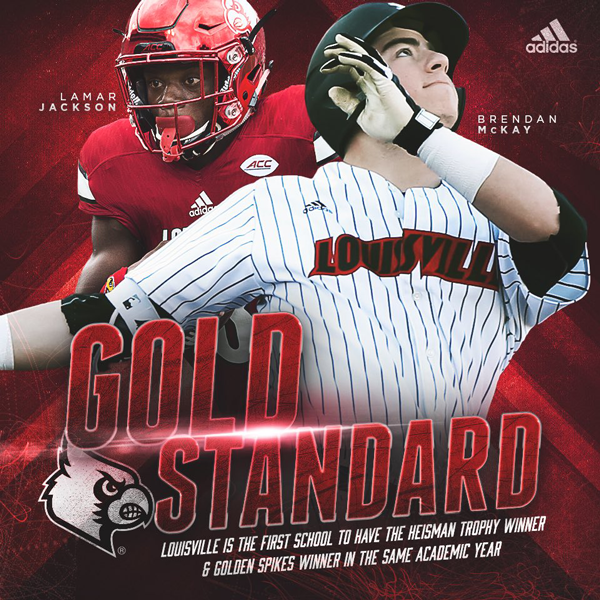 adidas
LAMAR
JACKSON
BRENDAN
McKAY
ACC
adidas
adidas
LOUISVILLE
GOLD
STANDARD
LOUISVILLE IS THE FIRST SCHOOL TO HAVE THE HEISMAN TROPHY WINNER
& GOLDEN SPIKES WINNER IN THE SAME ACADEMIC YEAR